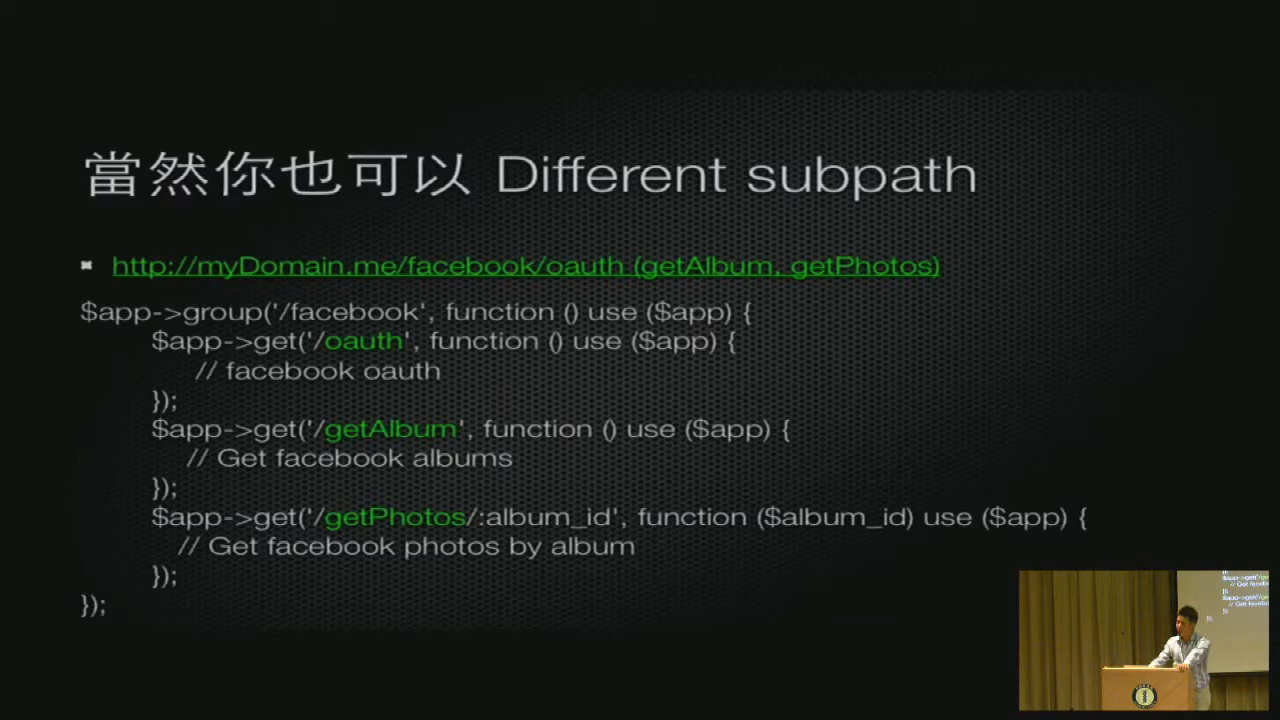 當然你也可以 Different subpath
http://myDomain.me/facebook/oauth (getAlbum, getPhotos)
$app->group('/facebook', function () use ($app) {
$app->get('/oauth', function () use ($app) {
// facebook oauth
});
$app->get('/getAlbum', function () use ($app) {
// Get facebook albums
});
$app->get('/getPhotos/:album_id', function ($album_id) use ($app) {
// Get facebook photos by album
});
});